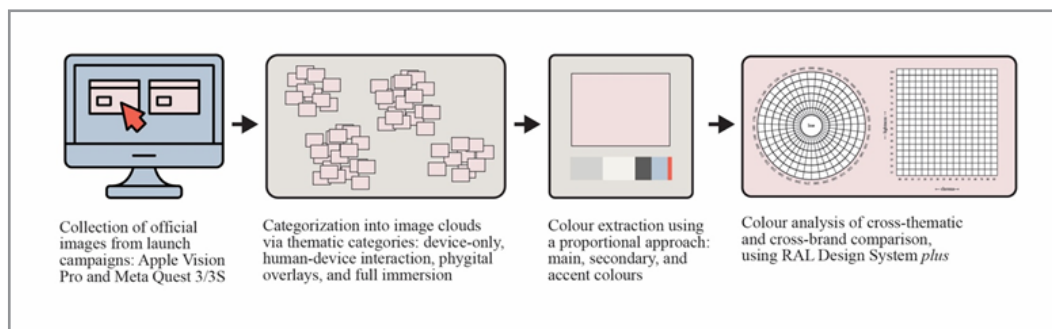 Collection of official
images from launch
campaigns: Apple Vision
Pro and Meta Quest 3/3S
Categorization into image clouds
via thematic categories: device-only,
human-device interaction, phygital
overlays, and full immersion
Colour extraction using
a proportional approach:
main, secondary, and
accent colours
Colour analysis of cross-thematic
and cross-brand comparison,
using RAL Design System plus